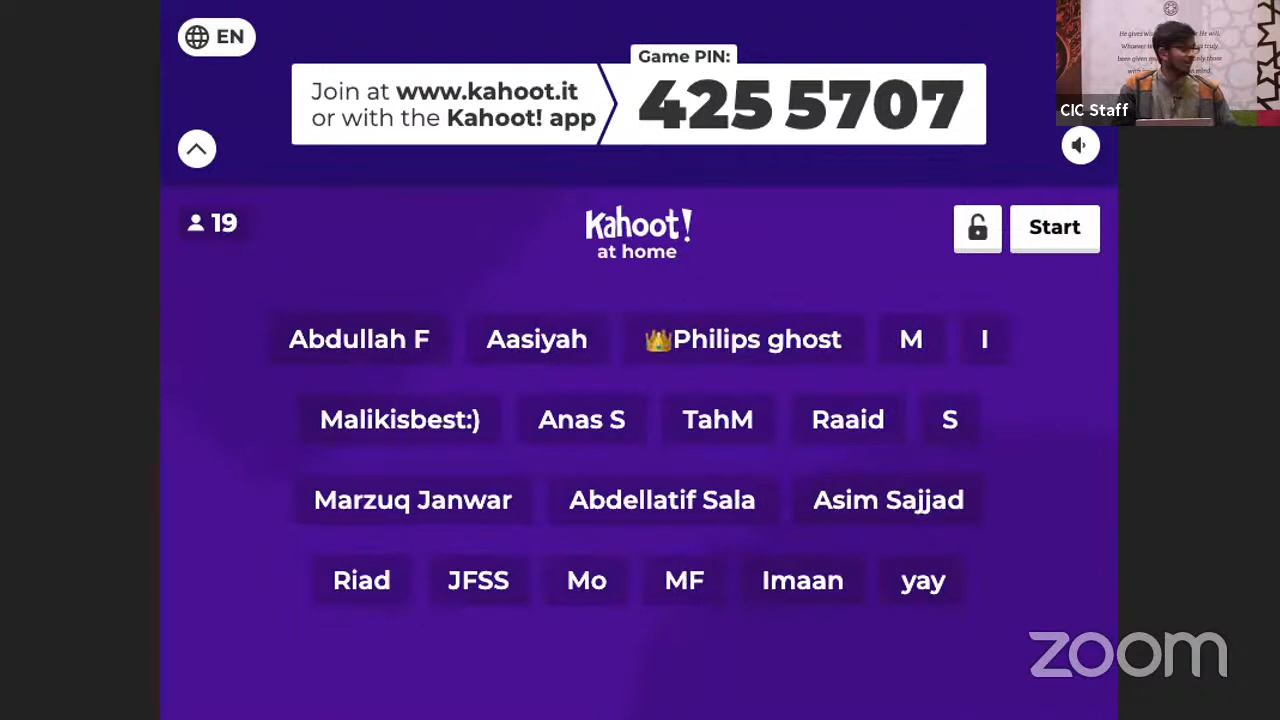 EN
Game PIN:
Join at www.kahoot.it
or with the Kahoot! app
425 5707
CIC Staff
19
Kahoot!
at home
Start
Abdullah F Aasiyah 👑Philips ghost M I
Malikisbest:) Anas S TahM Raaid S
Marzuq Janwar Abdellatif Sala Asim Sajjad
Riad JFSS Mo MF Imaan yay
zoom